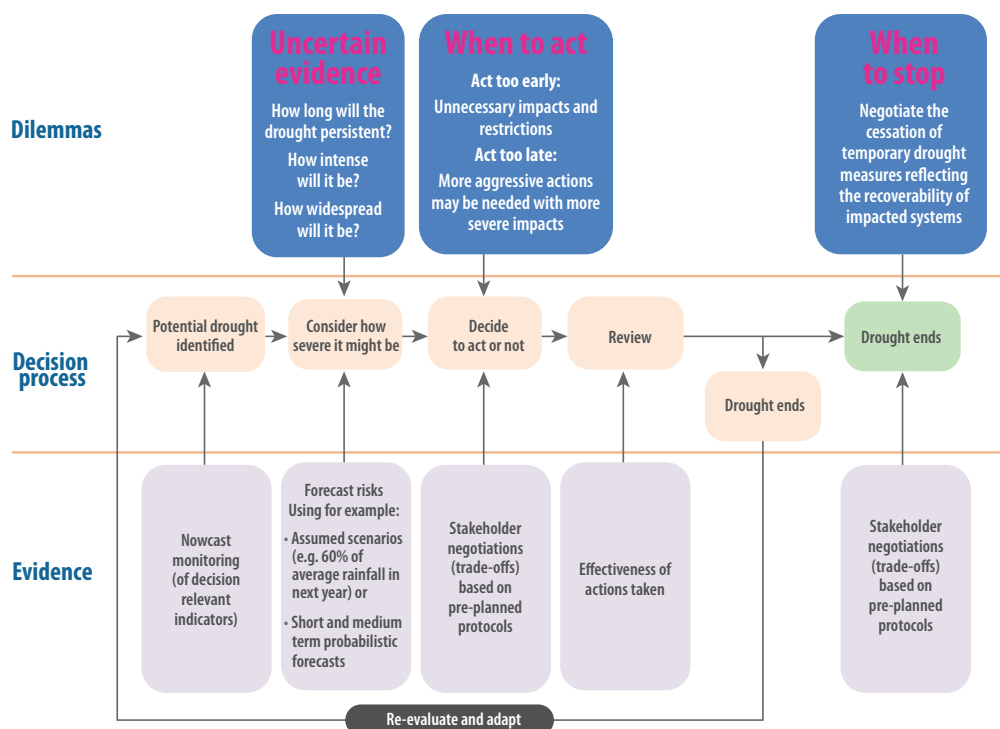 Dilemmas
Uncertain
evidence
How long will the
drought persistent?
How intense
will it be?
How widespread
will it be?
When to act
Act too early:
Unnecessary impacts and
restrictions
Act too late:
More aggressive actions
may be needed with more
severe impacts
When
to stop
Negotiate the
cessation of
temporary drought
measures reflecting
the recoverability of
impacted systems
Decision
process
Potential drought
identified
Consider how
severe it might be
Decide
to act or not
Review
Drought ends
Drought ends
Evidence
Nowcast
monitoring
(of decision
relevant
indicators)
Forecast risks
Using for example:
• Assumed scenarios
(e.g. 60% of
average rainfall in
next year) or
• Short and medium
term probabilistic
forecasts
Stakeholder
negotiations
(trade-offs)
based on
pre-planned
protocols
Effectiveness of
actions taken
Stakeholder
negotiations
(trade-offs)
based on
pre-planned
protocols
Re-evaluate and adapt